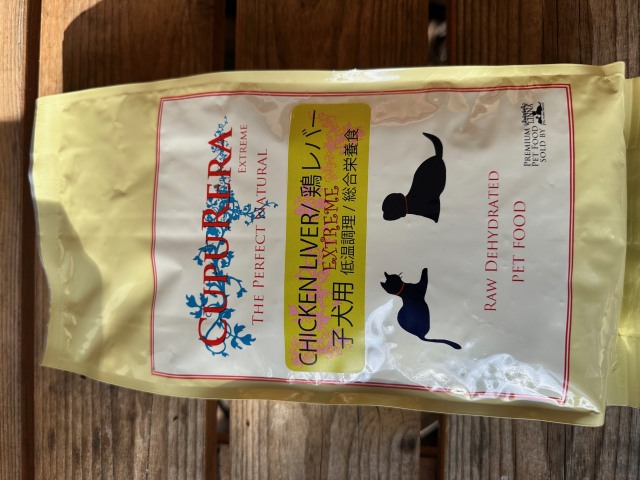 CUPURERA
EXTREME
THE PERFECT NATURAL
CHICKEN LIVER/ 鶏レバー
EXTREME
子犬用 低温調理 / 総合栄養食
RAW DEHYDRATED
PET FOOD
PREMIUM
PET FOOD
SOLD BY